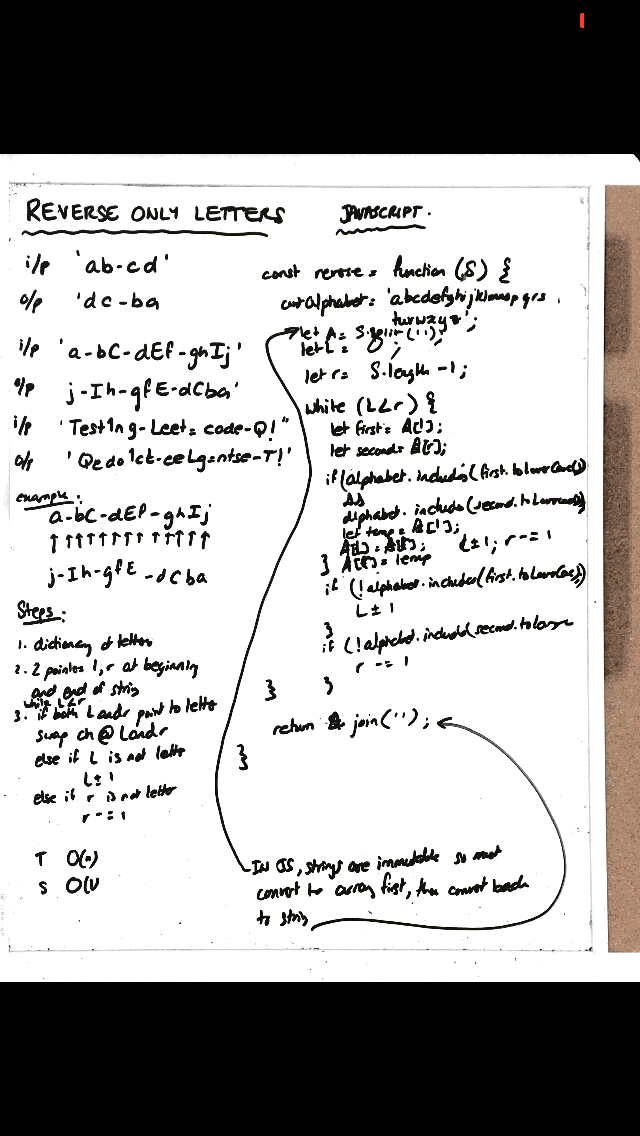 REVERSE ONLY LETTERS
i/p 'ab-cd'
o/p 'dc-ba
i/p 'a-bC-dEf-ghIj'
o/p j-Ih-gfE-dCba'
i/p 'Test1ng-Leet=code-Q!"
o/p 'Qedo1ct-eeLg=ntse-T!'
example:
a-bC-dEf-ghIj
↑↑↑↑↑↑↑↑↑↑↑↑
j-Ih-gfE-dCba
Steps:
1. dictionary of letters
2. 2 pointers l, r at beginning
and end of string
while L<r
3. if both L and r point to letter
swap ch @ L and r
else if L is not letter
L ± 1
else if r is not letter
r -= 1
T O(n)
S O(1)
JAVASCRIPT.
const reverse = function (S) {
alphabet = 'abcdefghijklmnopqrs
tuvwxyz';
let A = S.split('');
let L = 0;
let r = S.length - 1;
while (L<r) {
let first = A[l];
let second = A[r];
if (alphabet.includes(first.toLowerCase())
alphabet.includes(second.toLowerCase())
let temp = A[l];
A[l] = A[r]; L ± 1; r -= 1
} A[r] = temp
if (!alphabet.includes(first.toLowerCase())
L ± 1
}
if (!alphabet.includes(second.toLower
r -= 1
} }
return A join('');
}
IN JS, strings are immutable so must
convert to array first, then convert back
to string